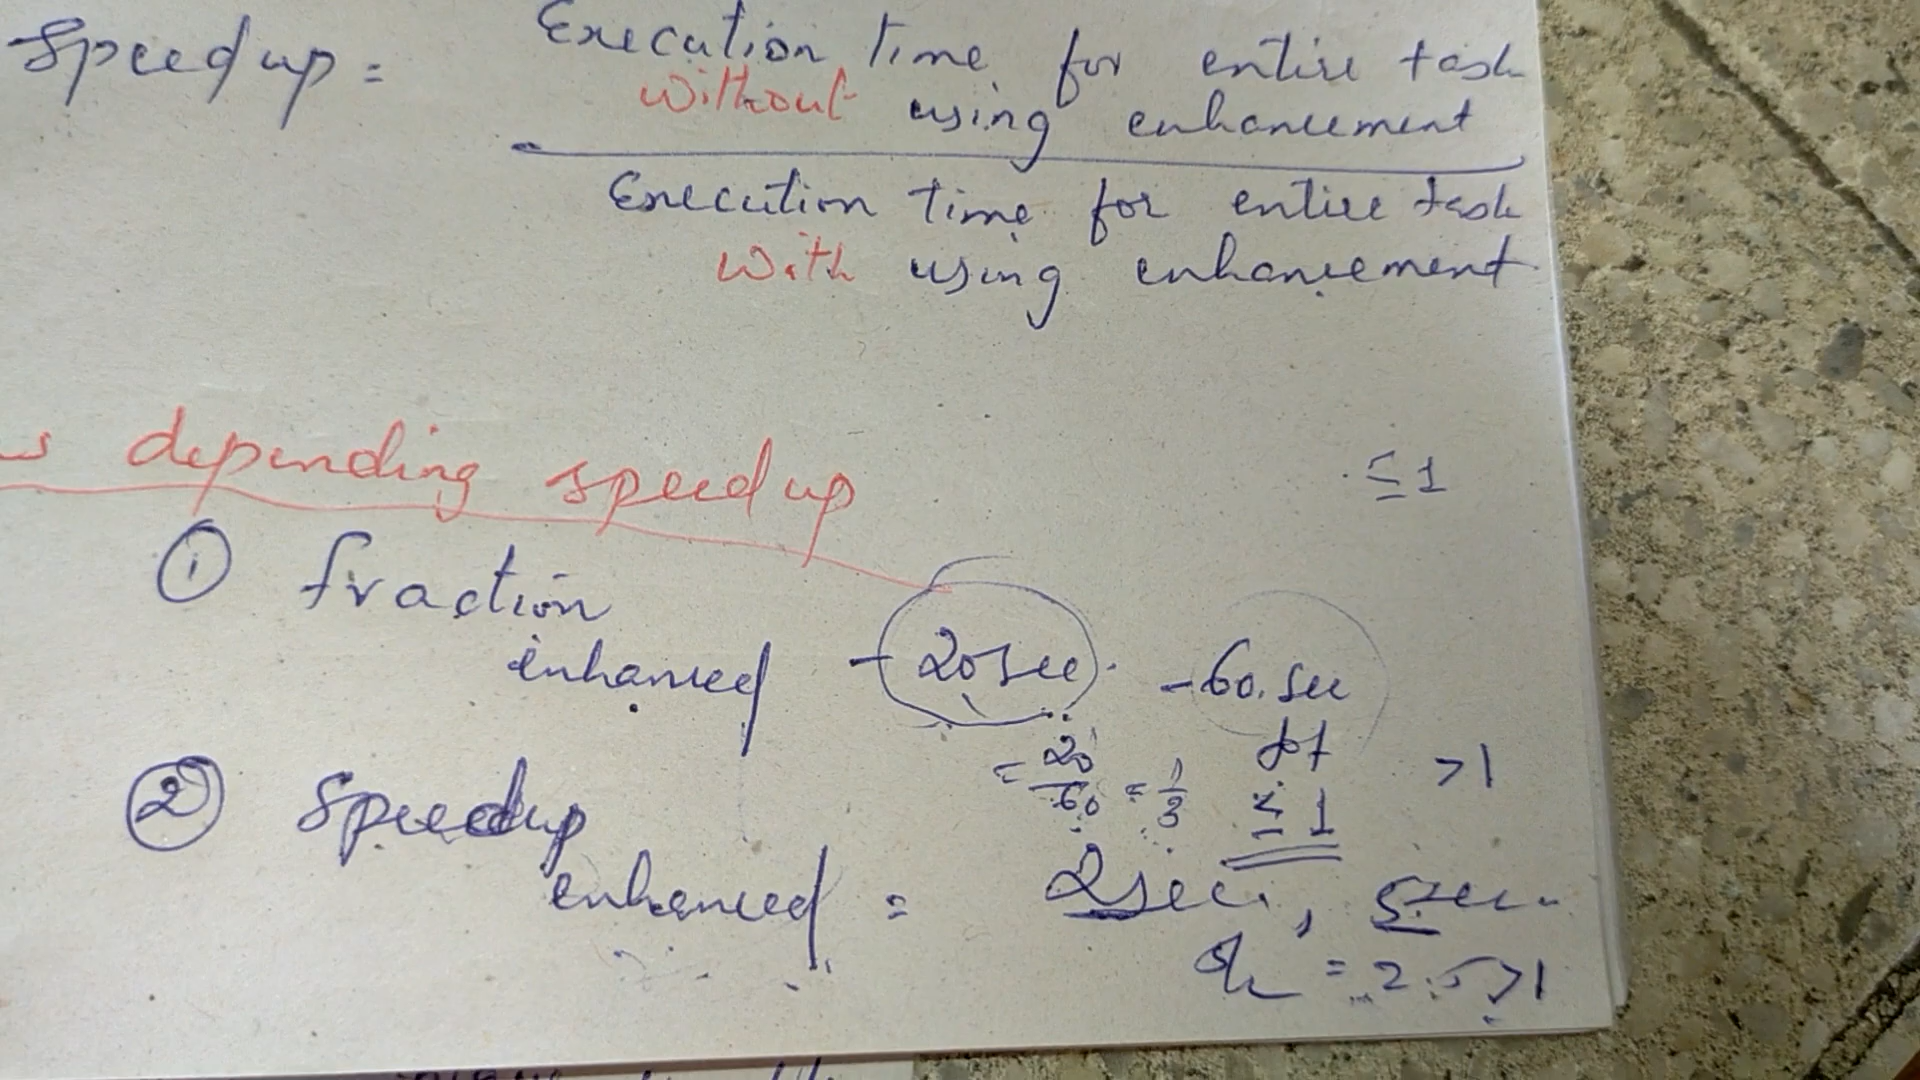 Speedup = Execution time for entire task
without using enhancement
Execution time for entire task
with using enhancement
depending speedup
≤ 1
① fraction
enhanced - 20 sec. - 60. sec
= 20/60 = 1/3
≤ 1
>1
② Speedup
enhanced = 2sec., 5sec.
= 2.5 >1